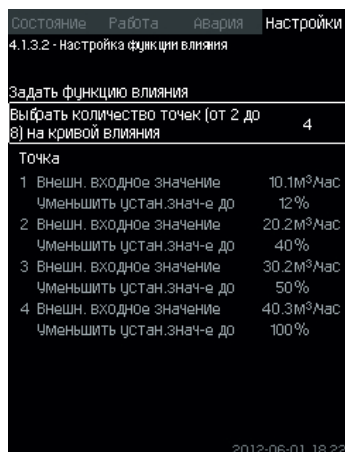 Состояние Работа Авария Настройки
4.1.3.2 - Настройка функции влияния
Задать функцию влияния
Выбрать количество точек (от 2 до
8) на кривой влияния 4
Точка
1 Внешн. входное значение 10.1м³/час
Уменьшить устан.знач-е до 12%
2 Внешн. входное значение 20.2м³/час
Уменьшить устан.знач-е до 40%
3 Внешн. входное значение 30.2м³/час
Уменьшить устан.знач-е до 50%
4 Внешн. входное значение 40.3м³/час
Уменьшить устан.знач-е до 100%
2012-06-01 18:22